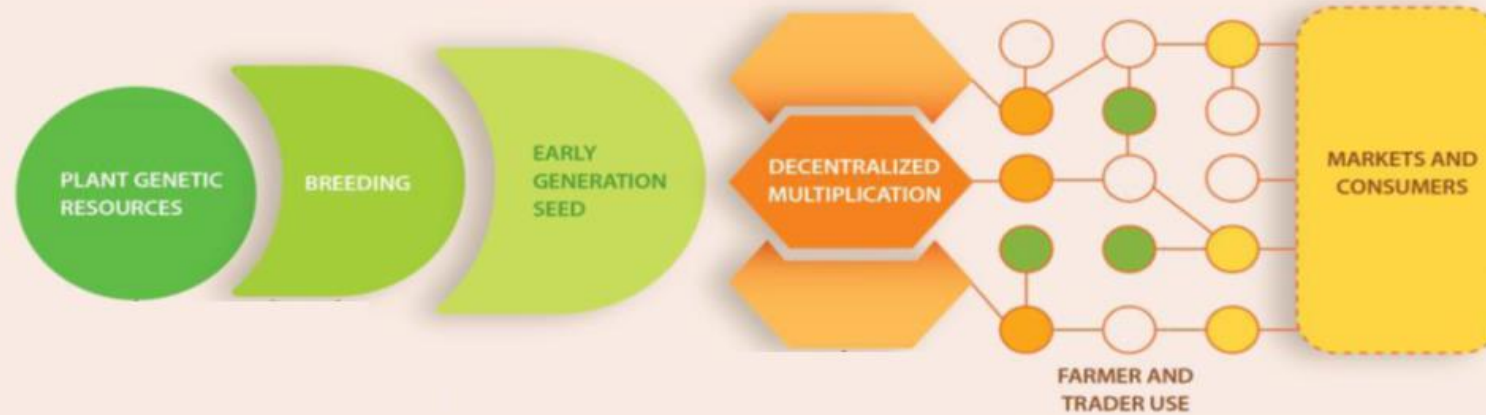 PLANT GENETIC
RESOURCES
BREEDING
EARLY
GENERATION
SEED
DECENTRALIZED
MULTIPLICATION
FARMER AND
TRADER USE
MARKETS AND
CONSUMERS